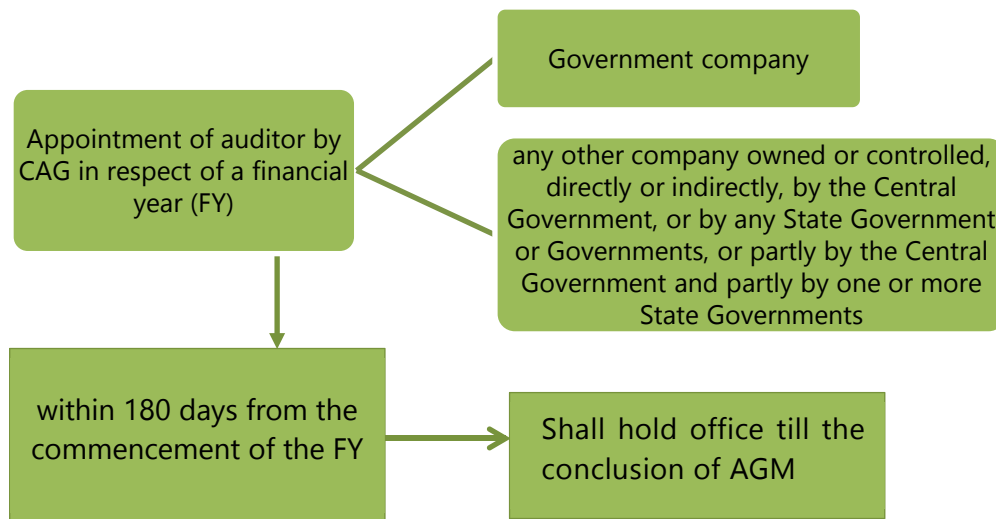 Government company
Appointment of auditor by
CAG in respect of a financial
year (FY)
any other company owned or controlled,
directly or indirectly, by the Central
Government, or by any State Government
or Governments, or partly by the Central
Government and partly by one or more
State Governments
within 180 days from the
commencement of the FY
Shall hold office till the
conclusion of AGM